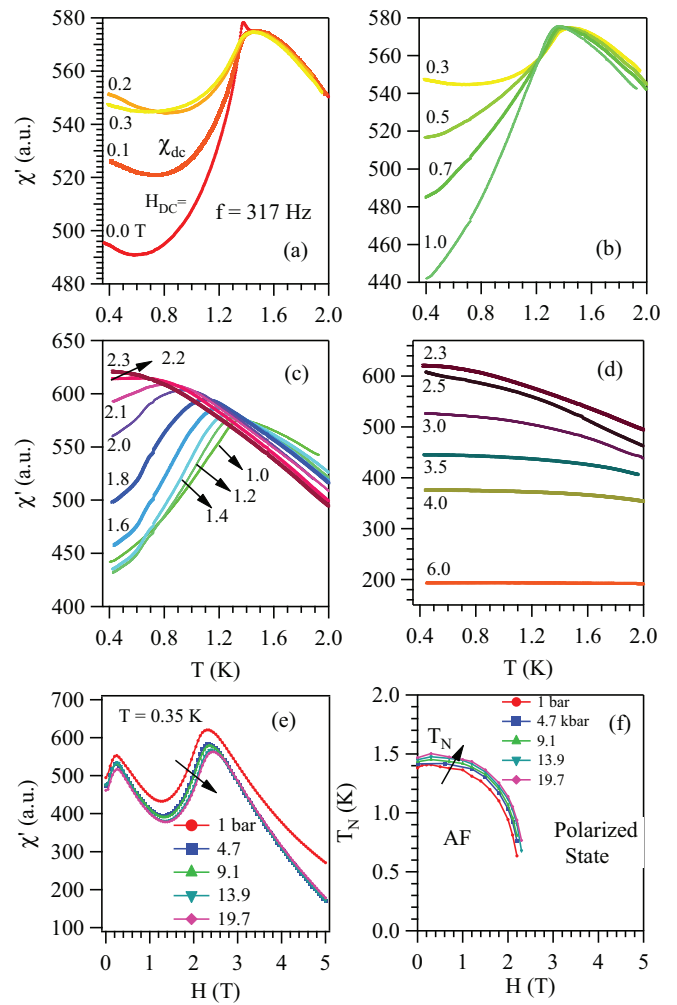 χ' (a.u.)
580
560
540
520
500
480
0.2
0.3
0.1
χdc
HDC=
0.0 T
f = 317 Hz
(a)
0.4 0.8 1.2 1.6 2.0
χ' (a.u.)
580
560
540
520
500
480
460
440
0.3
0.5
0.7
1.0
(b)
0.4 0.8 1.2 1.6 2.0
χ' (a.u.)
650
600
550
500
450
400
2.3
2.2
2.1
2.0
1.8
1.6
1.0
1.2
1.4
(c)
0.4 0.8 1.2 1.6 2.0
T (K)
χ' (a.u.)
600
500
400
300
200
2.3
2.5
3.0
3.5
4.0
6.0
(d)
0.4 0.8 1.2 1.6 2.0
T (K)
χ' (a.u.)
700
600
500
400
300
200
100
T = 0.35 K
(e)
1 bar
4.7
9.1
13.9
19.7
0 1 2 3 4 5
H (T)
TN (K)
2.0
1.5
1.0
0.5
0.0
(f)
1 bar
4.7 kbar
9.1
13.9
19.7
TN
AF
Polarized
State
0 1 2 3 4 5
H (T)